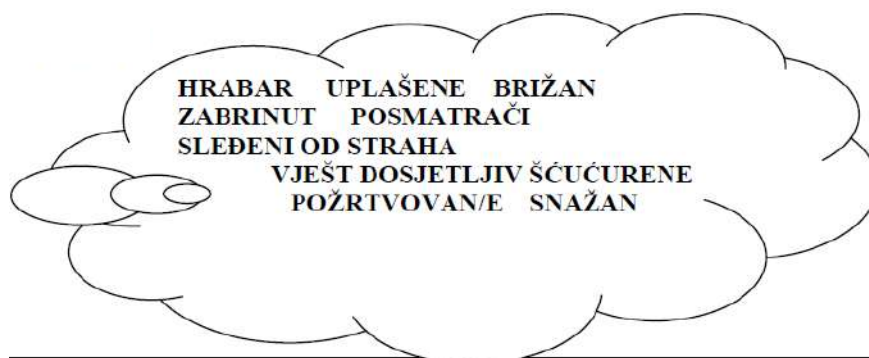 HRABAR UPLAŠENE BRIŽAN
ZABRINUT POSMATRAČI
SLEĐENI OD STRAHA
VJEŠT DOSJETLJIV ŠĆUĆURENE
POŽRTVOVAN/E SNAŽAN